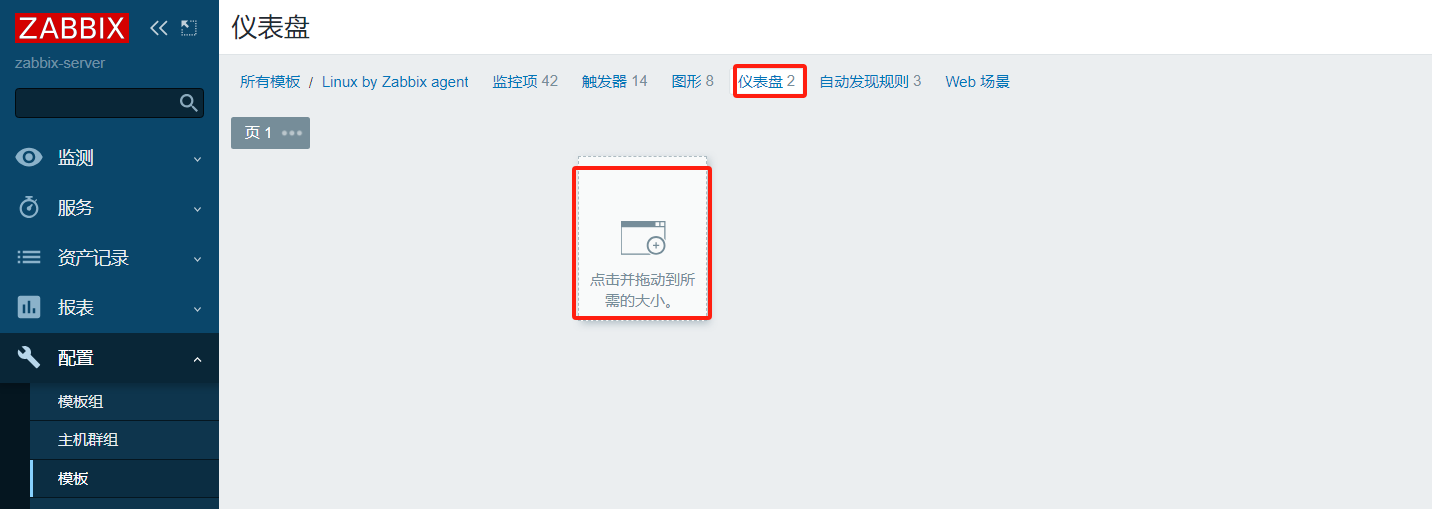 ZABBIX
zabbix-server
监测
服务
资产记录
报表
配置
模板组
主机群组
模板
仪表盘
所有模板 / Linux by Zabbix agent 监控项 42 触发器 14 图形 8 仪表盘 2 自动发现规则 3 Web 场景
页 1
点击并拖动到所
需的大小。